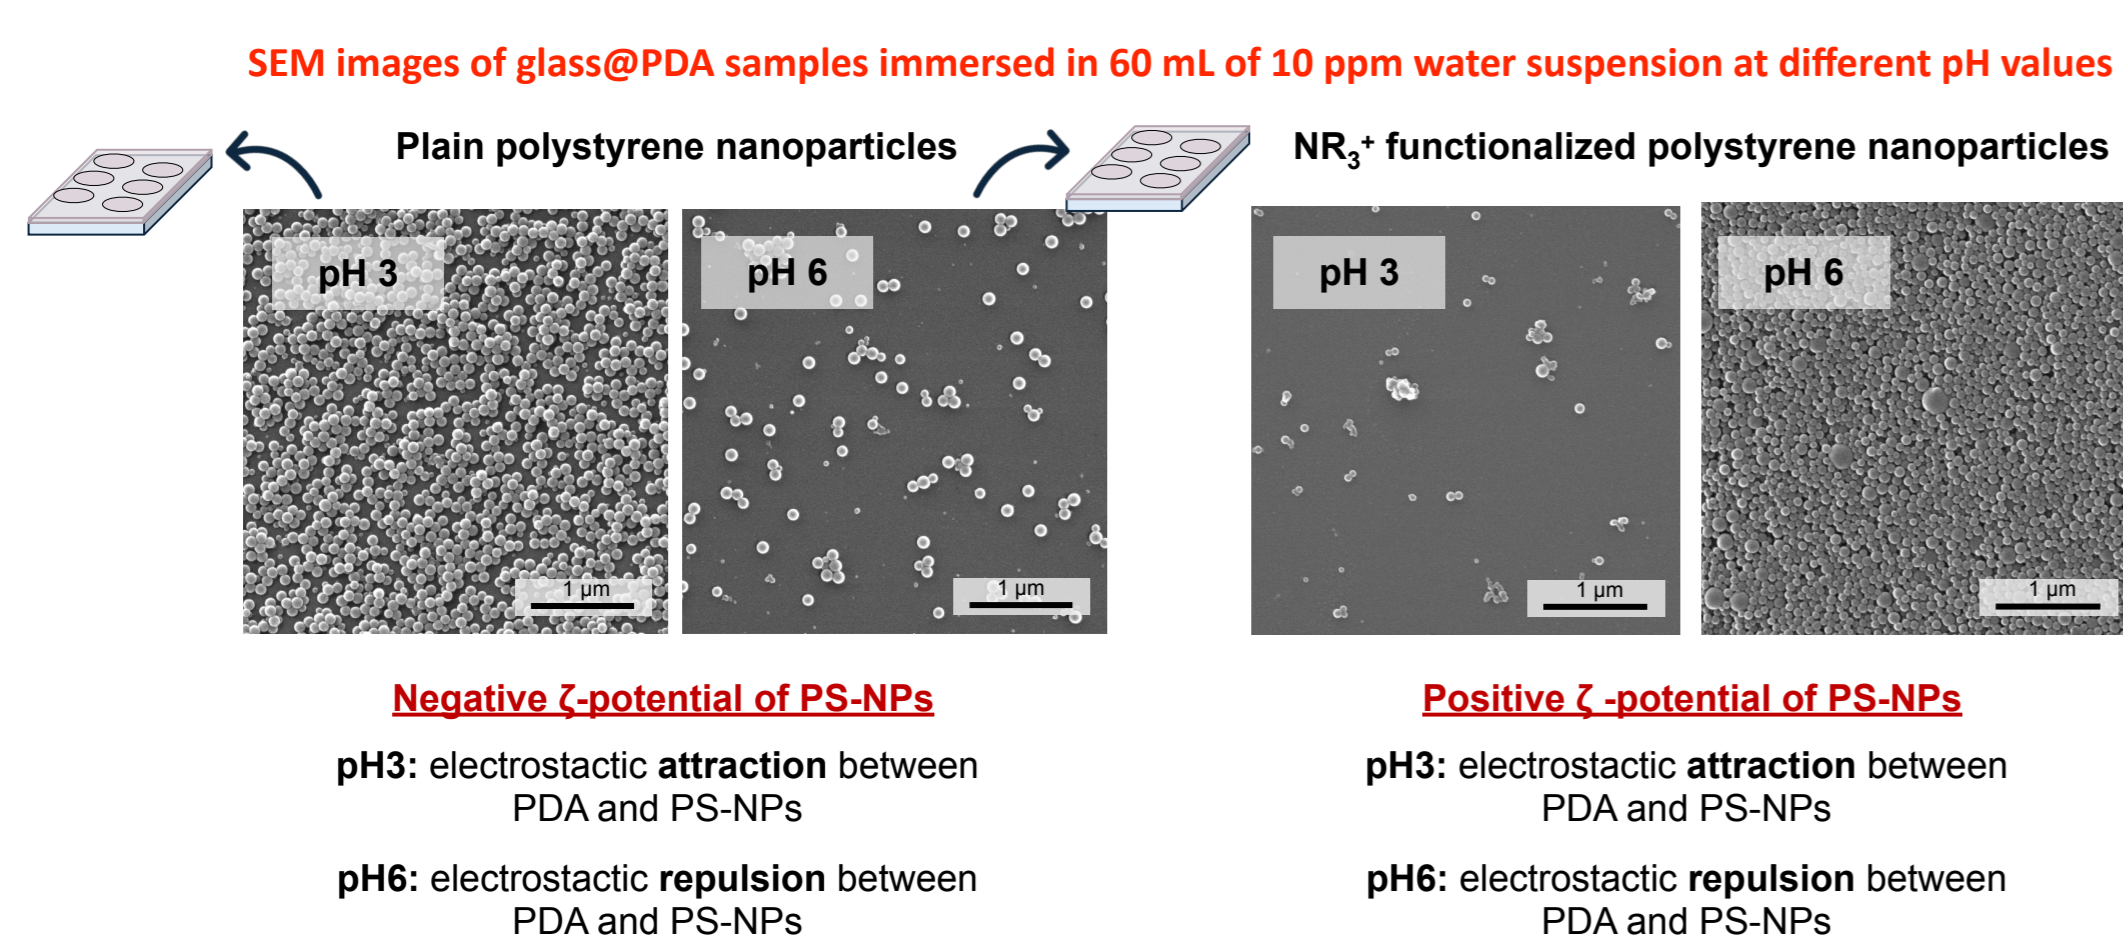 SEM images of glass@PDA samples immersed in 60 mL of 10 ppm water suspension at different pH values
Plain polystyrene nanoparticles
pH 3
pH 6
1 µm
1 µm
Negative ζ-potential of PS-NPs
pH3: electrostactic attraction between
PDA and PS-NPs
pH6: electrostactic repulsion between
PDA and PS-NPs
NR₃⁺ functionalized polystyrene nanoparticles
pH 3
pH 6
1 µm
1 µm
Positive ζ -potential of PS-NPs
pH3: electrostactic attraction between
PDA and PS-NPs
pH6: electrostactic repulsion between
PDA and PS-NPs